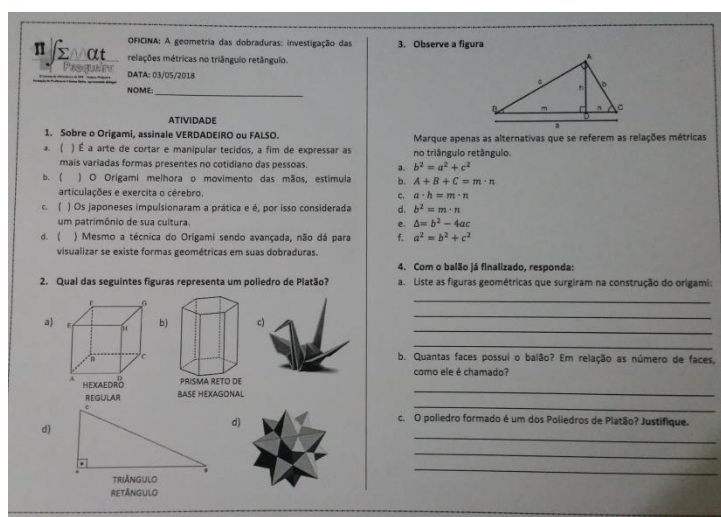 π ∫Σ∩∩αt
Pesqueira
OFICINA: A geometria das dobraduras: investigação das
relações métricas no triângulo retângulo.
DATA: 03/05/2018
NOME:
ATIVIDADE
1. Sobre o Origami, assinale VERDADEIRO ou FALSO.
a. ( ) É a arte de cortar e manipular tecidos, a fim de expressar as
mais variadas formas presentes no cotidiano das pessoas.
b. ( ) O Origami melhora o movimento das mãos, estimula
articulações e exercita o cérebro.
c. ( ) Os japoneses impulsionaram a prática e é, por isso considerada
um patrimônio de sua cultura.
d. ( ) Mesmo a técnica do Origami sendo avançada, não dá para
visualizar se existe formas geométricas em suas dobraduras.
2. Qual das seguintes figuras representa um poliedro de Platão?
a)
F G
E H
B C
A D
HEXAEDRO
REGULAR
b)
PRISMA RETO DE
BASE HEXAGONAL
c)
d)
C
A B
TRIÂNGULO
RETÂNGULO
d)
3. Observe a figura
A
c h b
B m n C
D
a
Marque apenas as alternativas que se referem as relações métricas
no triângulo retângulo.
a. b² = a² + c²
b. A + B + C = m · n
c. a · h = m · n
d. b² = m · n
e. Δ= b² − 4ac
f. a² = b² + c²
4. Com o balão já finalizado, responda:
a. Liste as figuras geométricas que surgiram na construção do origami:
b. Quantas faces possui o balão? Em relação as número de faces,
como ele é chamado?
c. O poliedro formado é um dos Poliedros de Platão? Justifique.